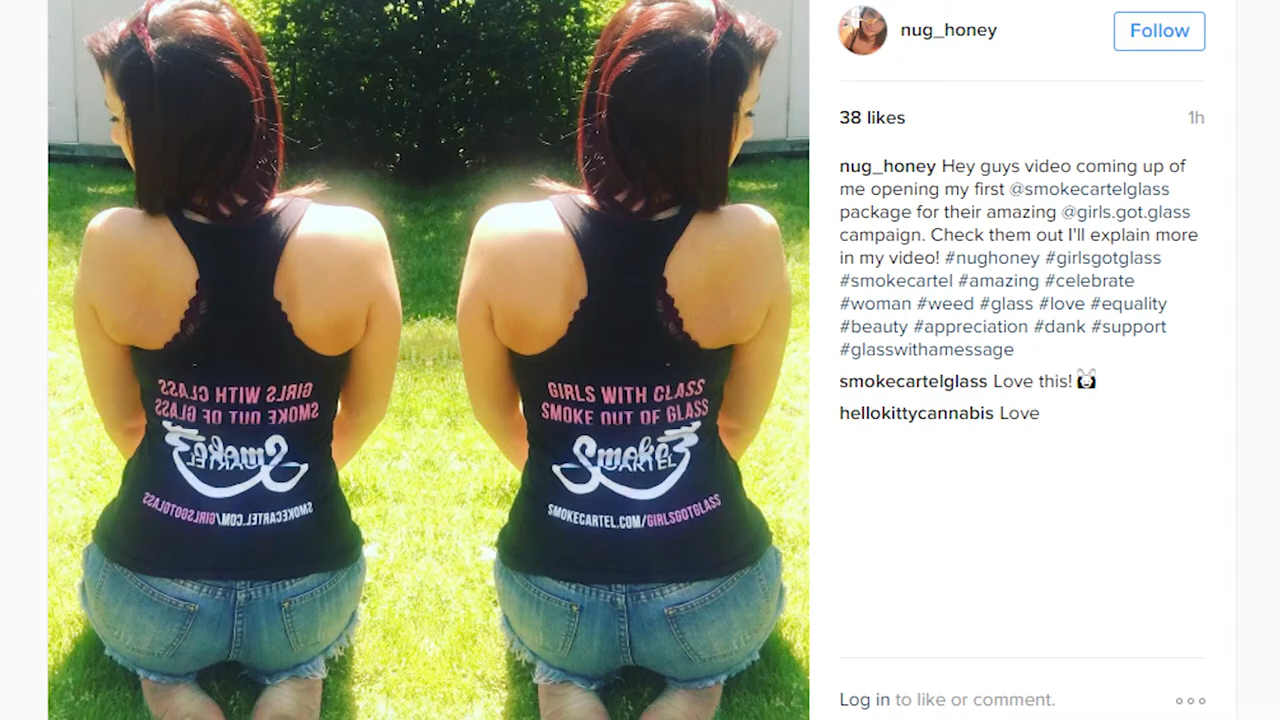 GIRLS WITH CLASS
SMOKE OUT OF GLASS
Smoke
CARTEL
SMOKECARTEL.COM/GIRLSGOTGLASS
GIRLS WITH CLASS
SMOKE OUT OF GLASS
Smoke
CARTEL
SMOKECARTEL.COM/GIRLSGOTGLASS
nug_honey
Follow
38 likes
1h
nug_honey Hey guys video coming up of
me opening my first @smokecartelglass
package for their amazing @girls.got.glass
campaign. Check them out I'll explain more
in my video! #nughoney #girlsgotglass
#smokecartel #amazing #celebrate
#woman #weed #glass #love #equality
#beauty #appreciation #dank #support
#glasswithamessage
smokecartelglass Love this!
hellokittycannabis Love
Log in to like or comment.